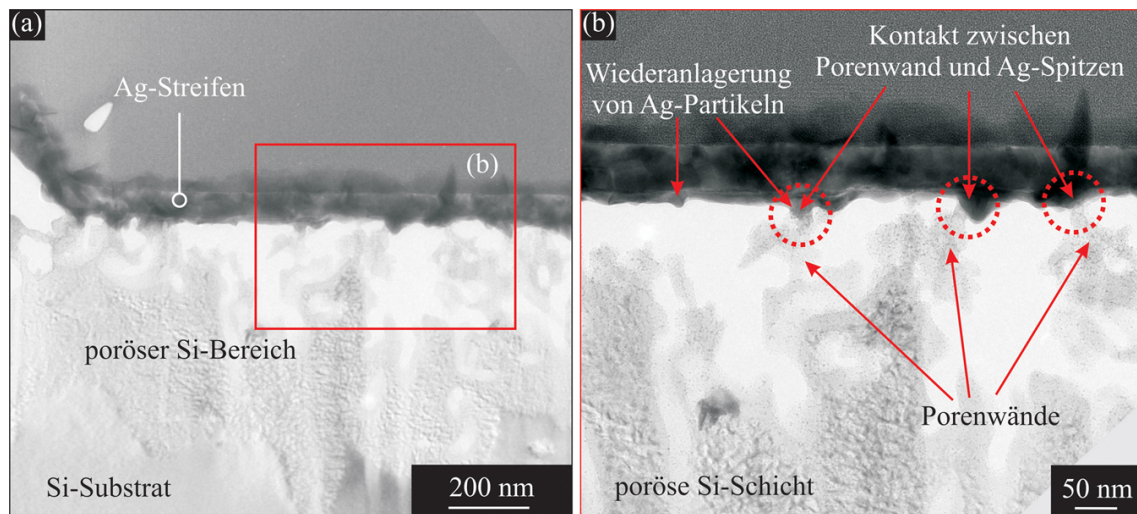 (a)
Ag-Streifen
(b)
poröser Si-Bereich
Si-Substrat
200 nm
(b)
Kontakt zwischen
Porenwand und Ag-Spitzen
Wiederanlagerung
von Ag-Partikeln
Porenwände
poröse Si-Schicht
50 nm